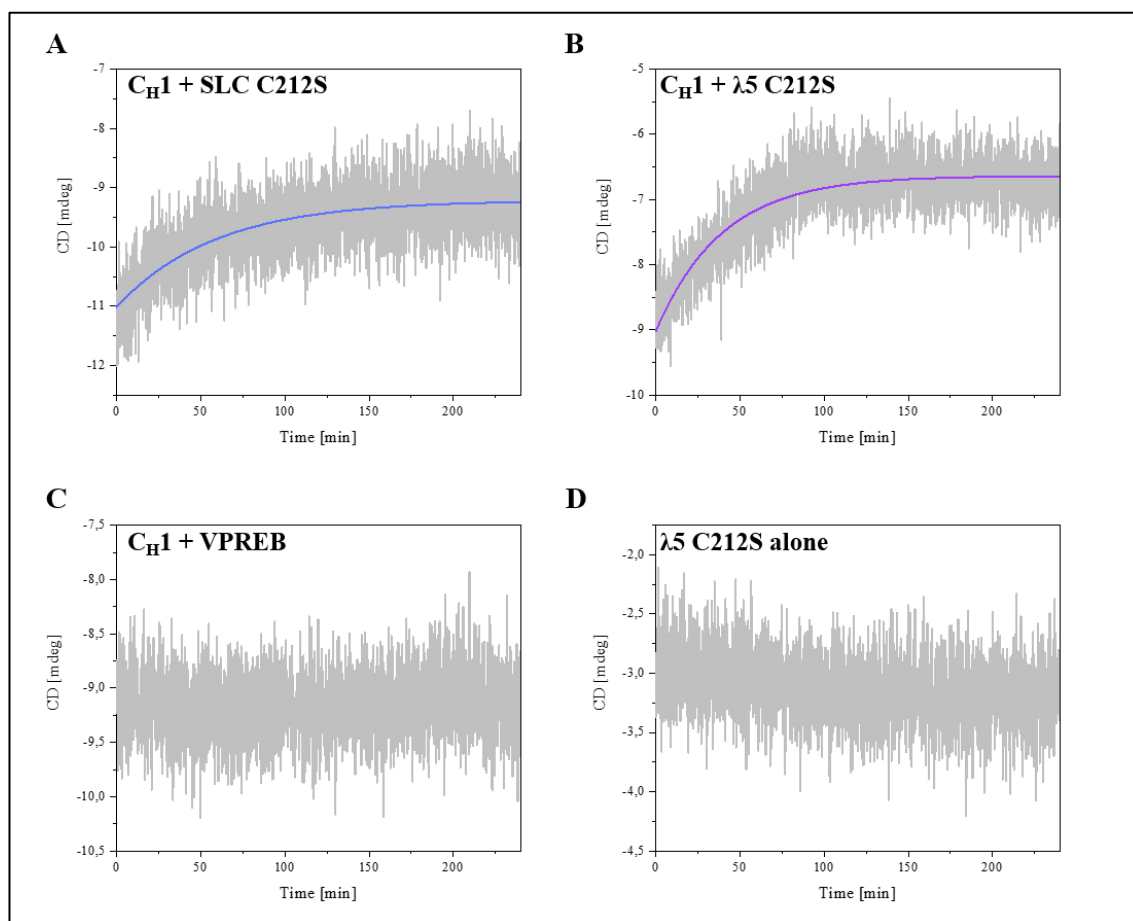 A
C_H1 + SLC C212S
-7
-8
-9
-10
-11
-12
CD [mdeg]
0
50
100
150
200
Time [min]
B
C_H1 + λ5 C212S
-5
-6
-7
-8
-9
-10
CD [mdeg]
0
50
100
150
200
Time [min]
C
C_H1 + VPREB
-7,5
-8,0
-8,5
-9,0
-9,5
-10,0
-10,5
CD [mdeg]
0
50
100
150
200
Time [min]
D
λ5 C212S alone
-2,0
-2,5
-3,0
-3,5
-4,0
-4,5
CD [mdeg]
0
50
100
150
200
Time [min]